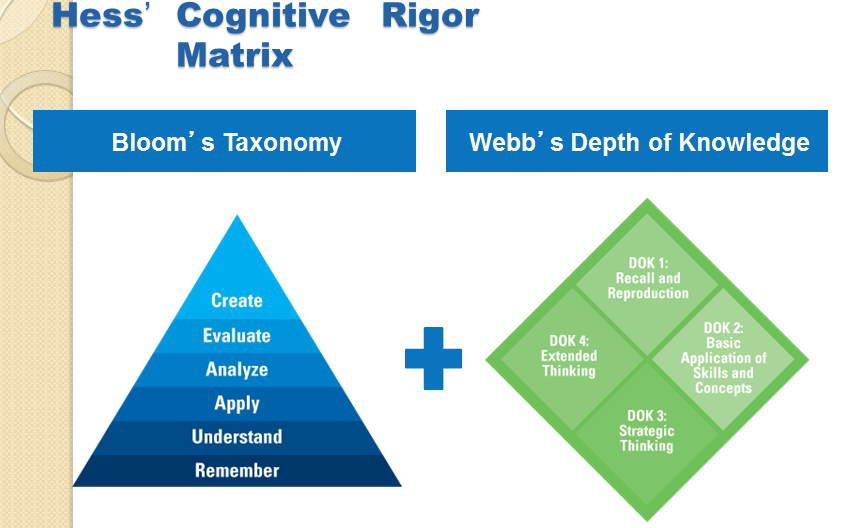 Hess’ Cognitive Rigor
Matrix
Bloom’s Taxonomy
Webb’s Depth of Knowledge
Create
Evaluate
Analyze
Apply
Understand
Remember
DOK 1:
Recall and
Reproduction
DOK 2:
Basic
Application of
Skills and
Concepts
DOK 4:
Extended
Thinking
DOK 3:
Strategic
Thinking